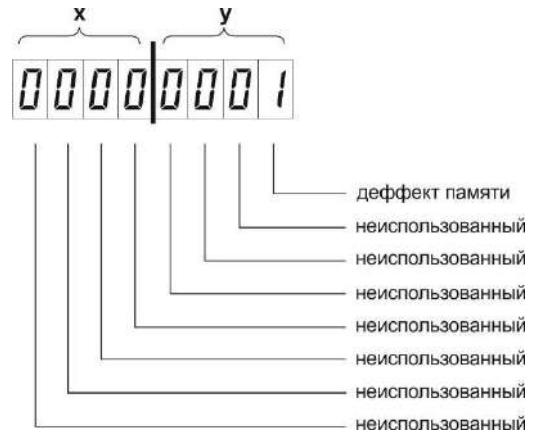 x y
00000001
деффект памяти
неиспользованный
неиспользованный
неиспользованный
неиспользованный
неиспользованный
неиспользованный
неиспользованный